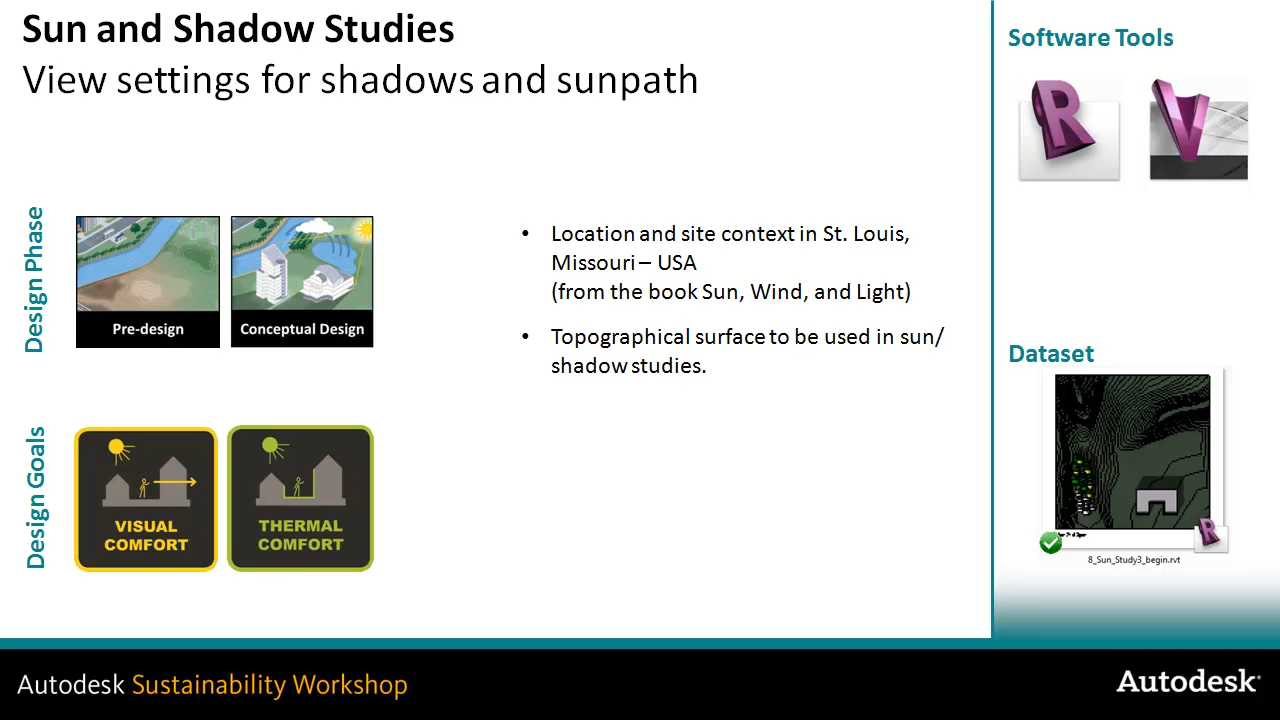 Sun and Shadow Studies
View settings for shadows and sunpath
Design Phase
Pre-design
Conceptual Design
Design Goals
VISUAL
COMFORT
THERMAL
COMFORT
• Location and site context in St. Louis,
Missouri – USA
(from the book Sun, Wind, and Light)
• Topographical surface to be used in sun/
shadow studies.
Software Tools
R
V
Dataset
R
8_Sun_Study3_begin.rvt
Autodesk Sustainability Workshop
Autodesk®